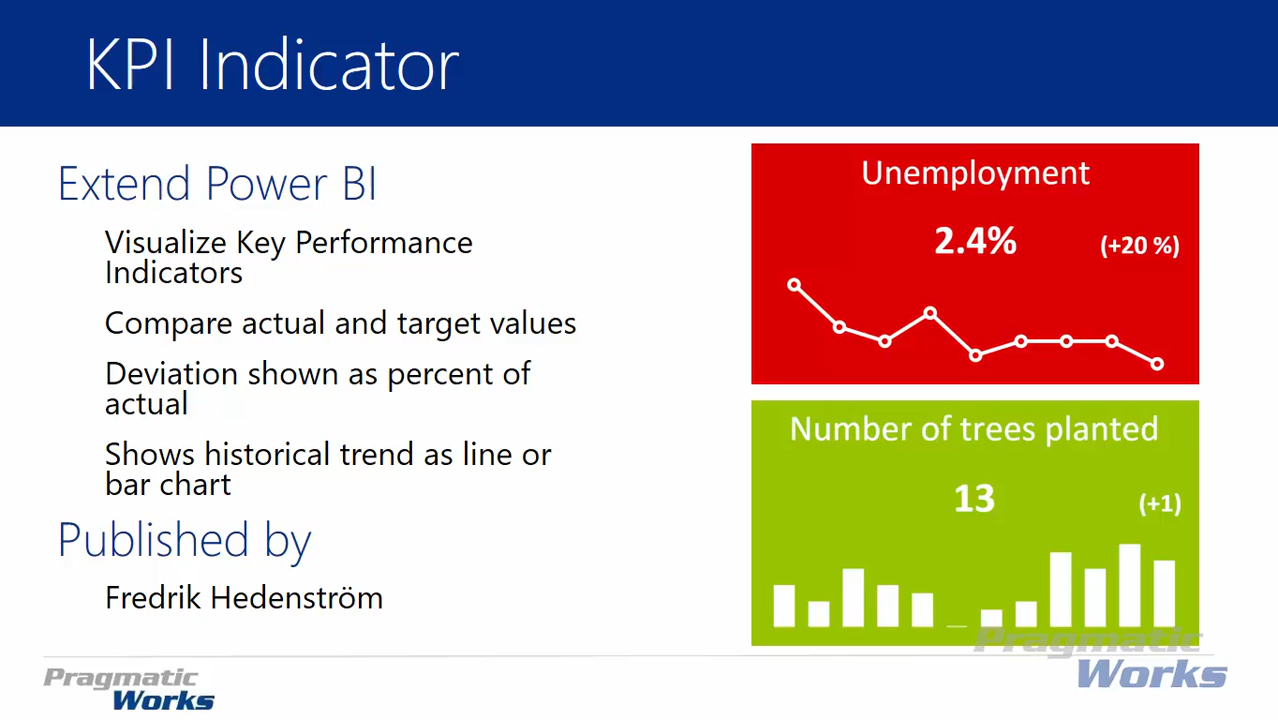 KPI Indicator
Extend Power BI
Visualize Key Performance
Indicators
Compare actual and target values
Deviation shown as percent of
actual
Shows historical trend as line or
bar chart
Published by
Fredrik Hedenström
Unemployment
2.4% (+20 %)
Number of trees planted
13 (+1)
Pragmatic
Works
Pragmatic
Works